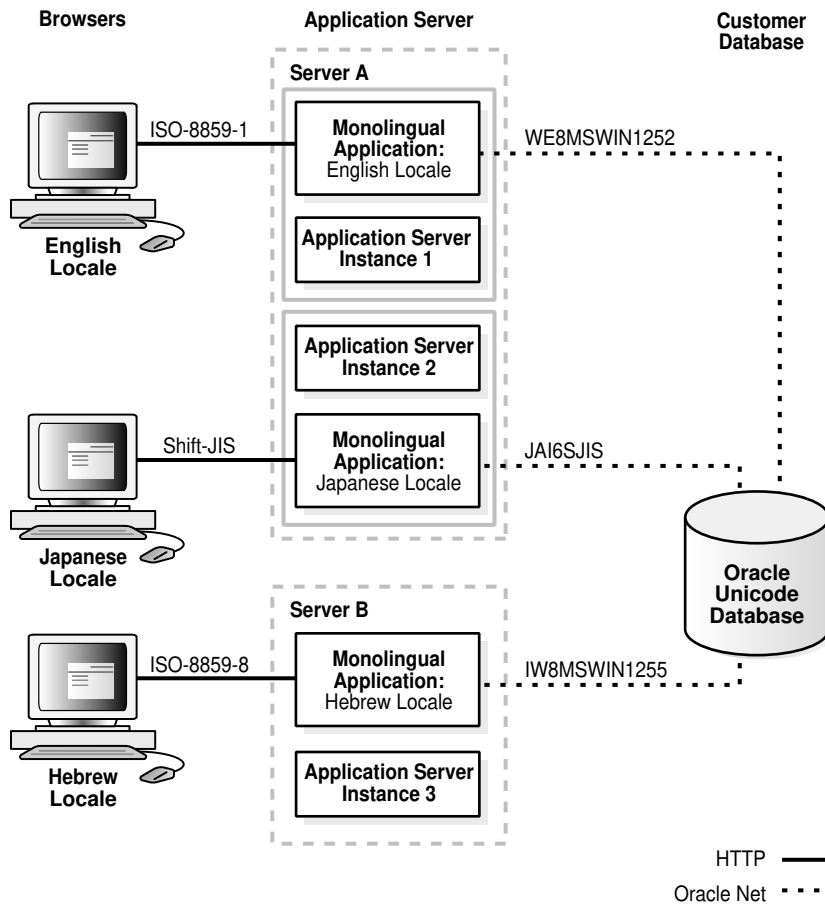 Browsers
Application Server
Customer
Database
Server A
ISO-8859-1
Monolingual
Application:
English Locale
WE8MSWIN1252
English
Locale
Application Server
Instance 1
Application Server
Instance 2
Shift-JIS
Monolingual
Application:
Japanese Locale
JAI6SJIS
Japanese
Locale
Oracle
Unicode
Database
Server B
ISO-8859-8
Monolingual
Application:
Hebrew Locale
IW8MSWIN1255
Hebrew
Locale
Application Server
Instance 3
HTTP
Oracle Net